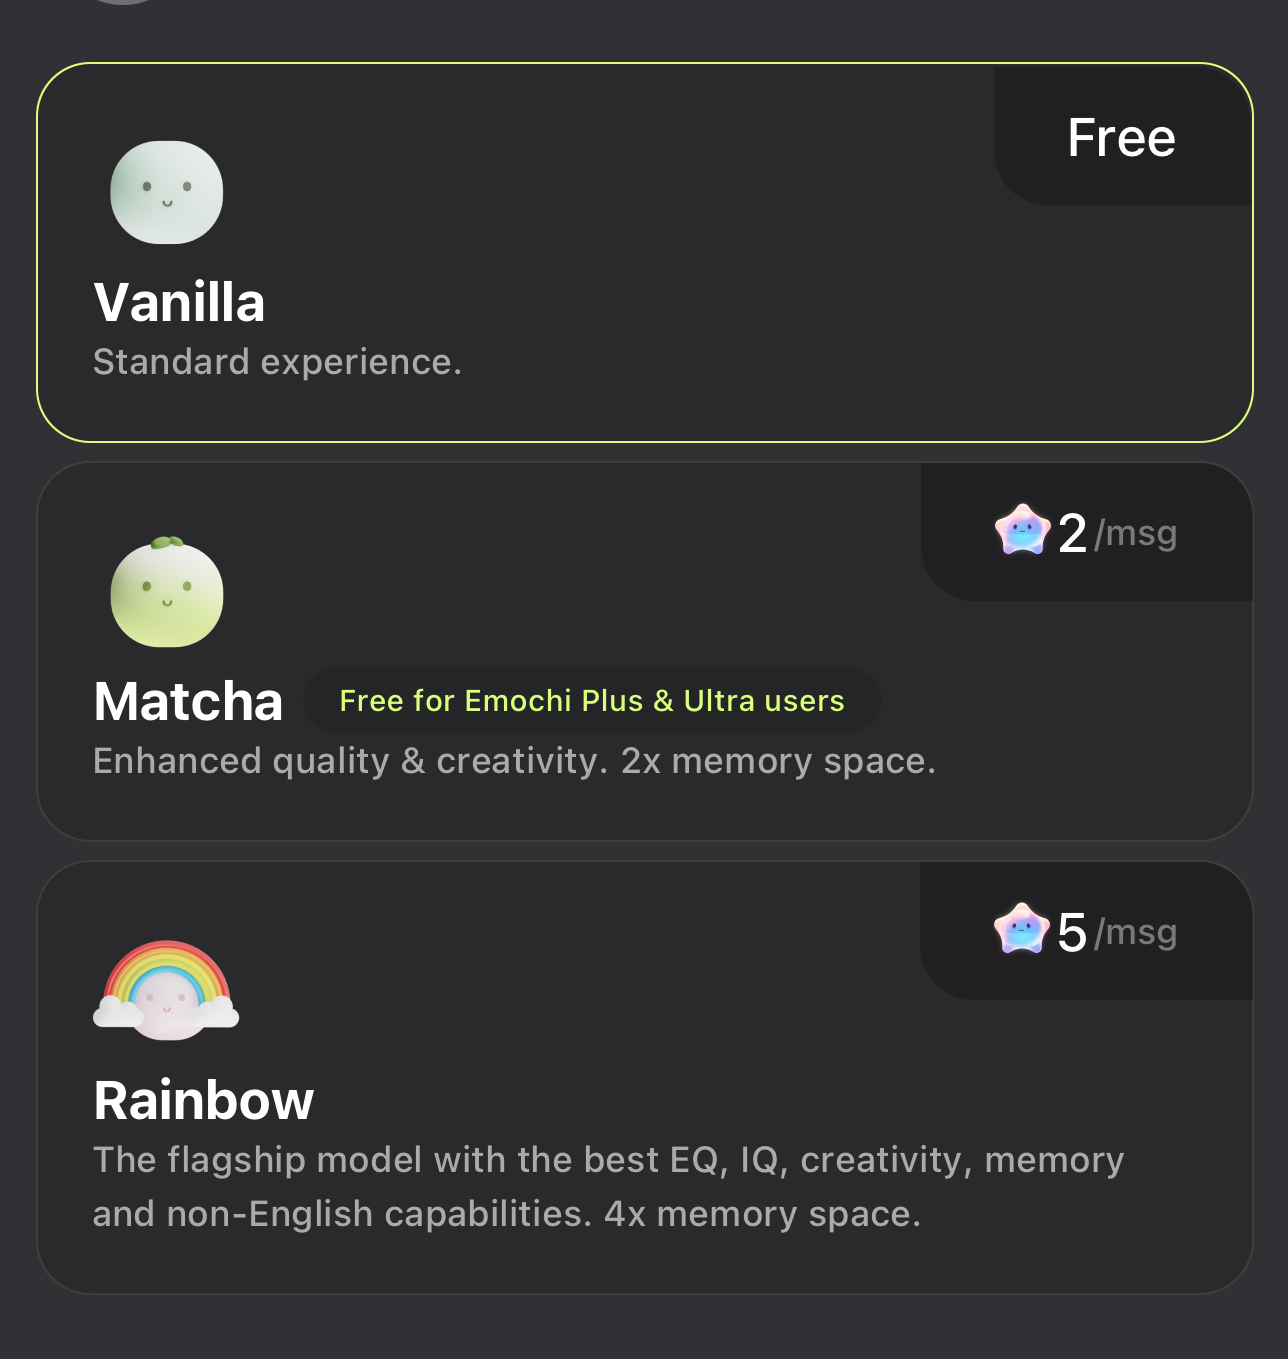 Free
Vanilla
Standard experience.
2 /msg
Matcha
Free for Emochi Plus & Ultra users
Enhanced quality & creativity. 2x memory space.
5 /msg
Rainbow
The flagship model with the best EQ, IQ, creativity, memory
and non-English capabilities. 4x memory space.